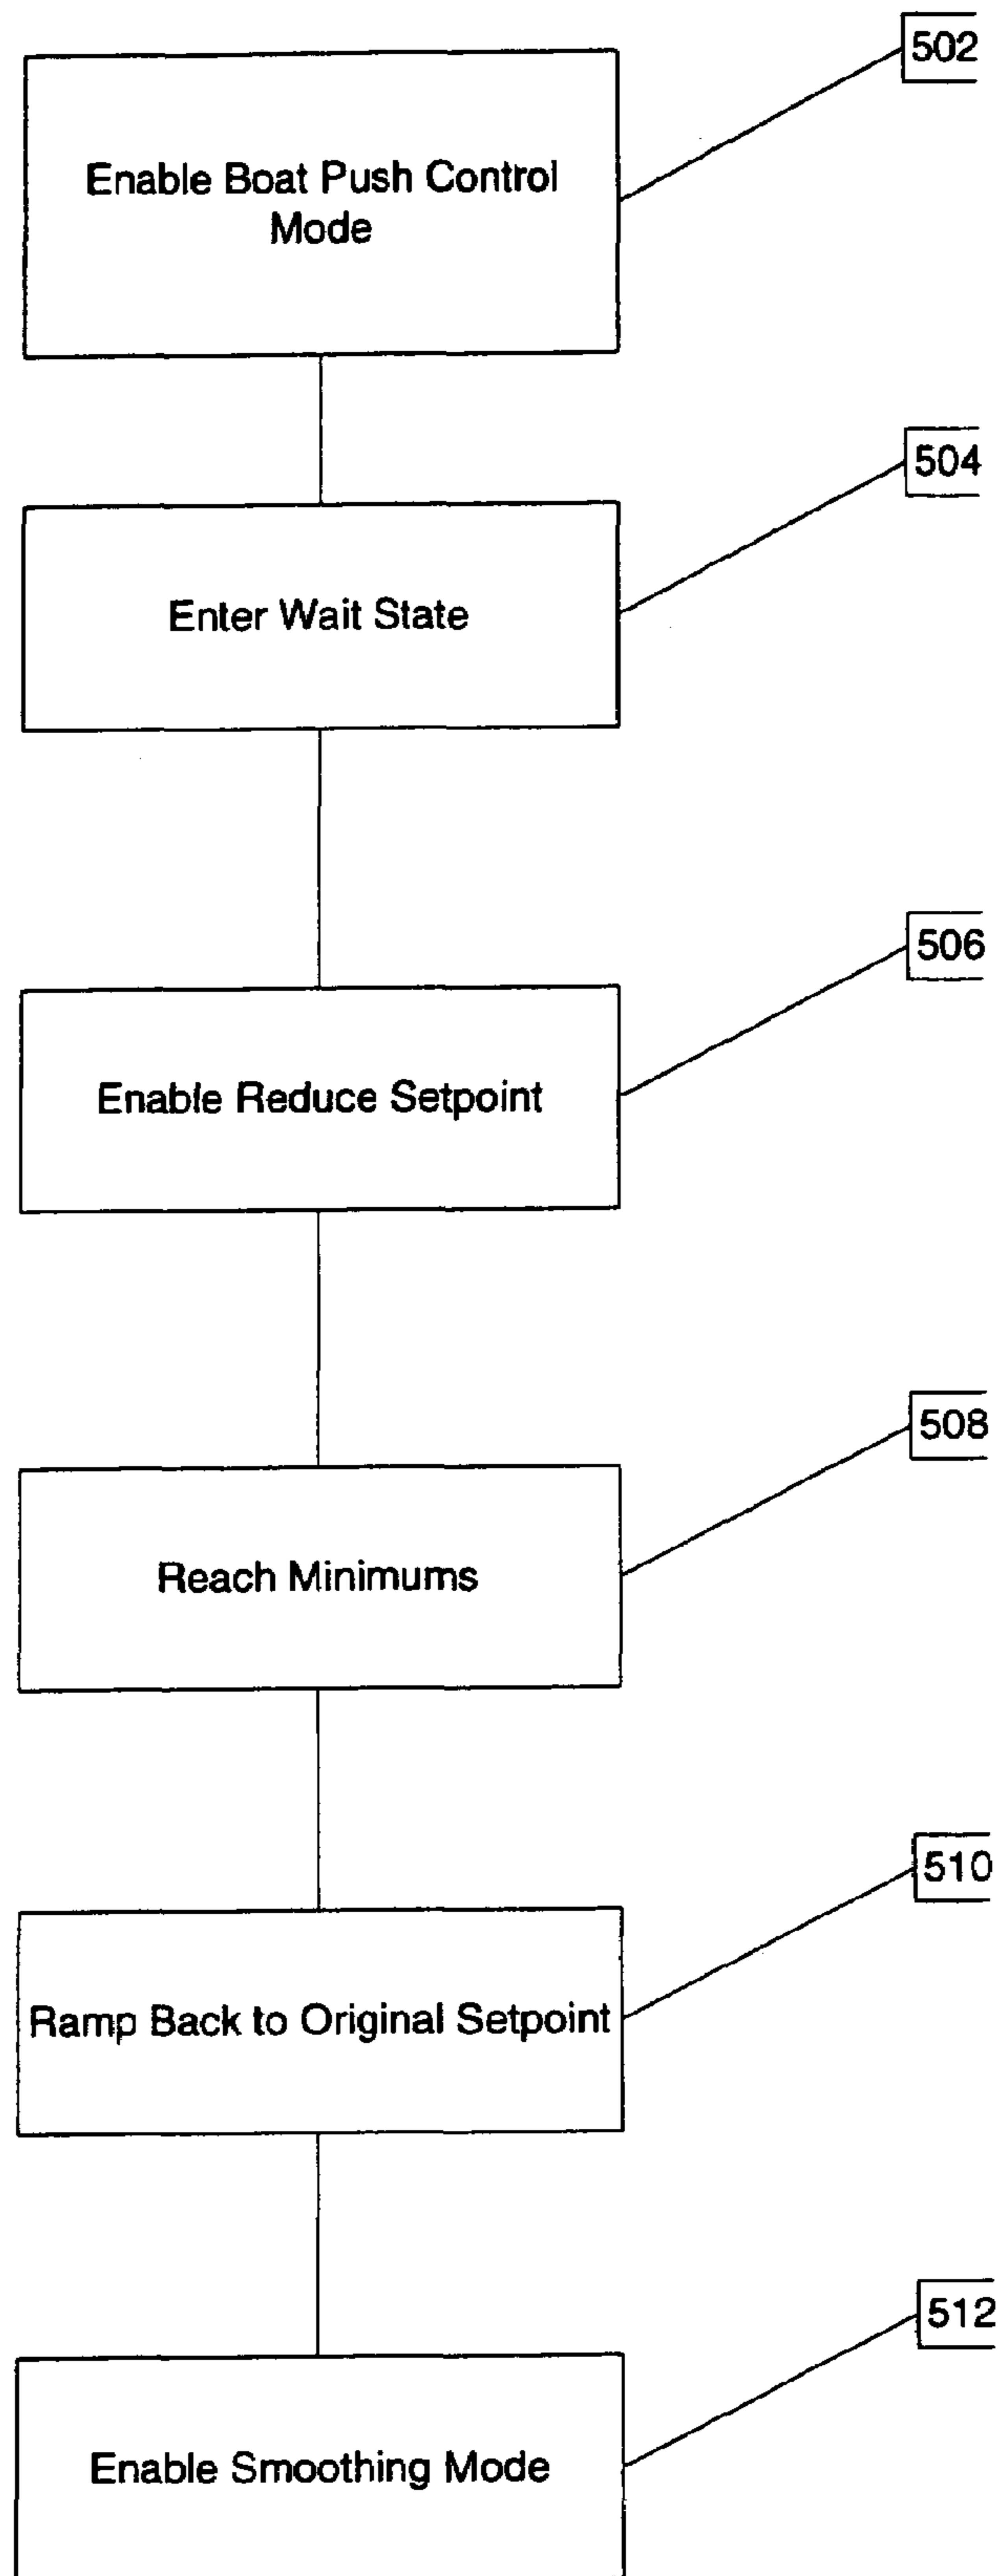 502
Enable Boat Push Control
Mode
504
Enter Wait State
506
Enable Reduce Setpoint
508
Reach Minimums
510
Ramp Back to Original Setpoint
512
Enable Smoothing Mode